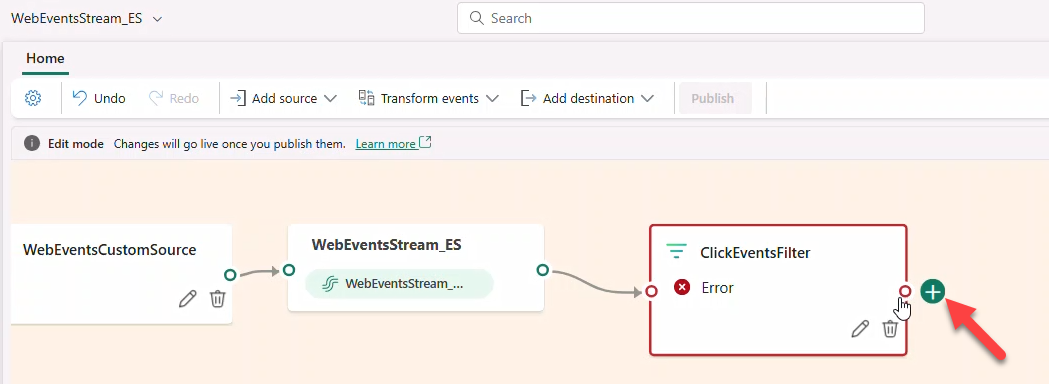 WebEventsStream_ES
Search
Home
Undo
Redo
Add source
Transform events
Add destination
Publish
Edit mode Changes will go live once you publish them. Learn more
WebEventsCustomSource
WebEventsStream_ES
WebEventsStream_...
ClickEventsFilter
Error